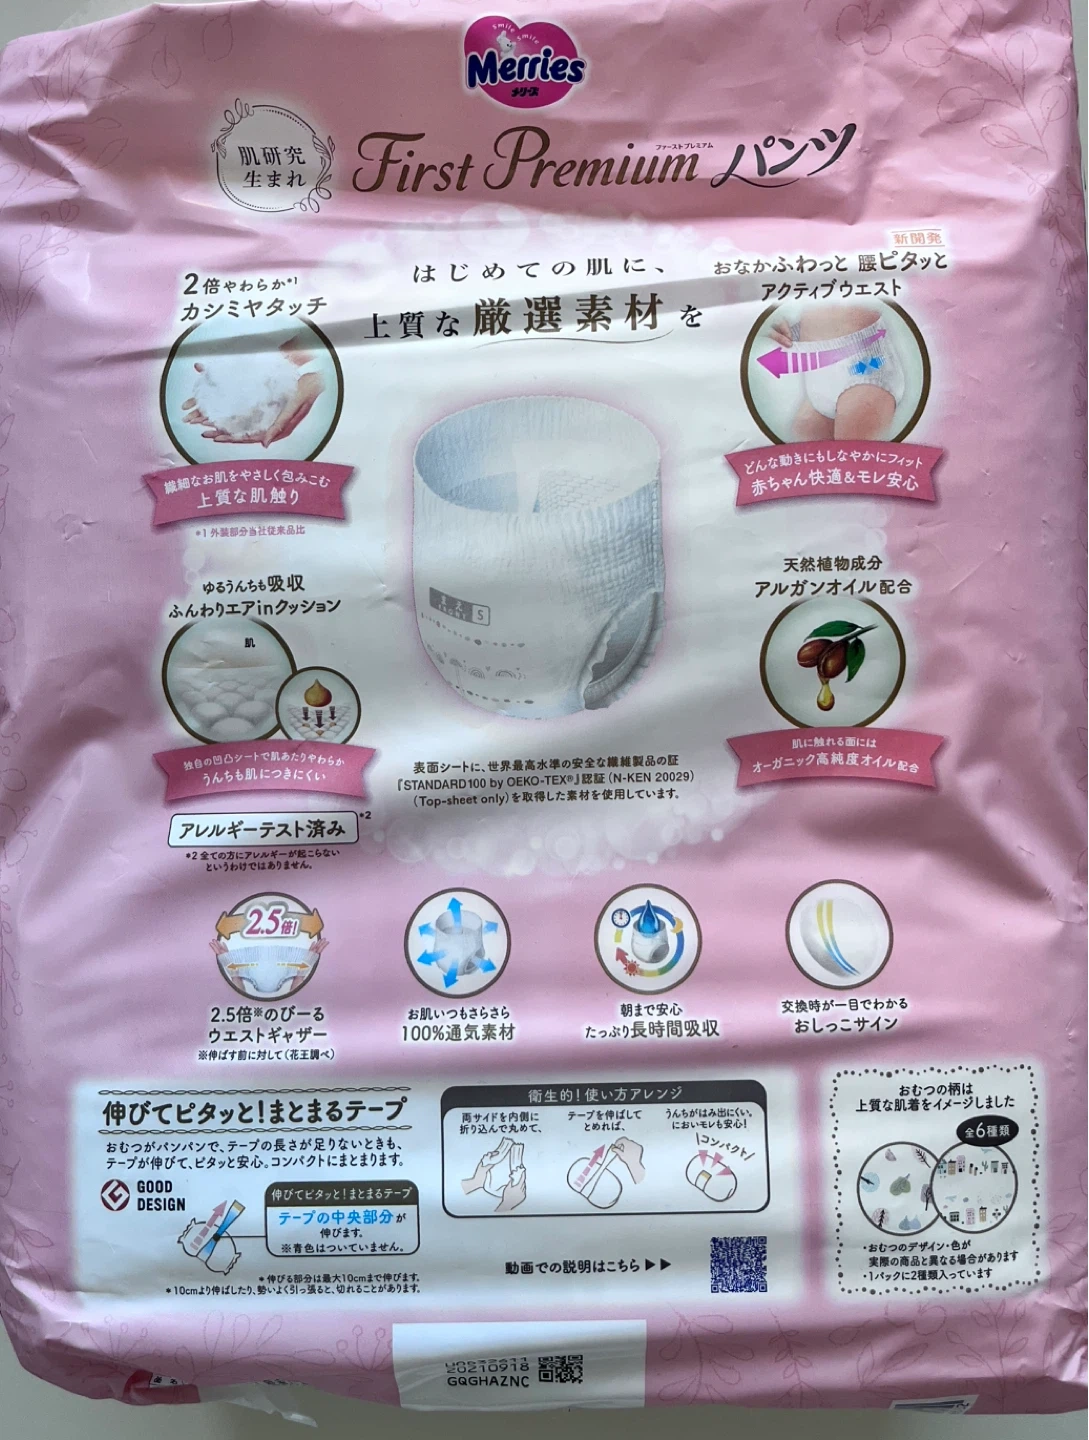 Smile Smile
Merries
メリーズ
肌研究
生まれ
ファーストプレミアム
First Premium パンツ
はじめての肌に、
上質な厳選素材を
2倍やわらか*1
カシミヤタッチ
繊細なお肌をやさしく包みこむ
上質な肌触り
*1 外装部分当社従来品比
新開発
おなかふわっと 腰ピタッと
アクティブウエスト
どんな動きにもしなやかにフィット
赤ちゃん快適&モレ安心
ゆるうんちも吸収
ふんわりエアinクッション
肌
独自の凹凸シートで肌あたりやわらか
うんちも肌につきにくい
アレルギーテスト済み*2
*2 全ての方にアレルギーが起こらない
というわけではありません。
S
表面シートに、世界最高水準の安全な繊維製品の証
『STANDARD100 by OEKO-TEX®』認証(N-KEN 20029)
(Top-sheet only)を取得した素材を使用しています。
天然植物成分
アルガンオイル配合
肌に触れる面には
オーガニック高純度オイル配合
2.5倍!
2.5倍※のびーる
ウエストギャザー
※伸ばす前に対して(花王調べ)
お肌いつもさらさら
100%通気素材
朝まで安心
たっぷり長時間吸収
交換時が一目でわかる
おしっこサイン
伸びてピタッと!まとまるテープ
おむつがパンパンで、テープの長さが足りないときも、
テープが伸びて、ピタッと安心。コンパクトにまとまります。
GOOD
DESIGN
伸びてピタッと!まとまるテープ
テープの中央部分が
伸びます。
※青色はついていません。
*伸びる部分は最大10cmまで伸びます。
*10cmより伸ばしたり、勢いよく引っ張ると、切れることがあります。
衛生的!使い方アレンジ
両サイドを内側に
折り込んで丸めて、
テープを伸ばして
とめれば、
うんちがはみ出にくい。
においモレも安心!
コンパクト
動画での説明はこちら▶▶
おむつの柄は
上質な肌着をイメージしました
全6種類
・おむつのデザイン・色が
実際の商品と異なる場合があります
・1パックに2種類入っています
20210918
GQGHAZNC